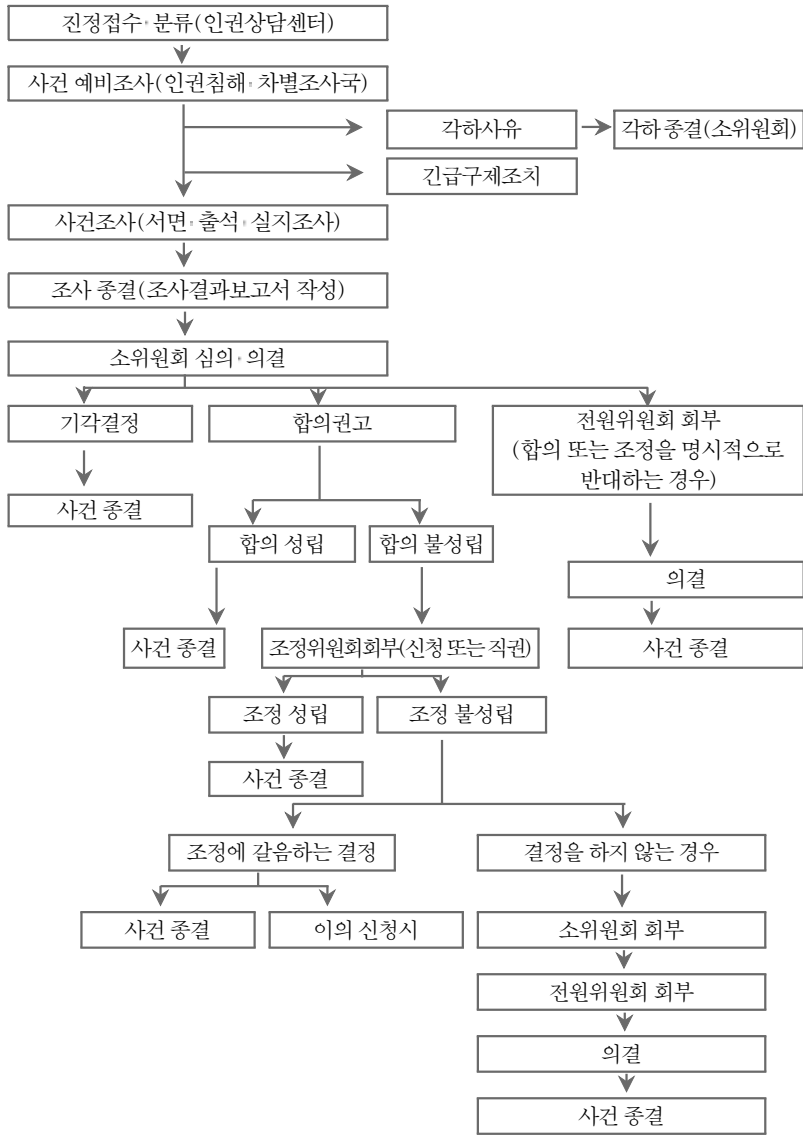 진정접수·분류(인권상담센터)
사건 예비조사(인권침해·차별조사국)
각하사유
각하 종결(소위원회)
긴급구제조치
사건조사(서면·출석·실지조사)
조사 종결(조사결과보고서 작성)
소위원회 심의·의결
기각결정
합의권고
전원위원회 회부
(합의 또는 조정을 명시적으로
반대하는 경우)
사건 종결
합의 성립
합의 불성립
의결
사건 종결
조정위원회회부(신청 또는 직권)
사건 종결
조정 성립
조정 불성립
사건 종결
조정에 갈음하는 결정
결정을 하지 않는 경우
사건 종결
이의 신청시
소위원회 회부
전원위원회 회부
의결
사건 종결